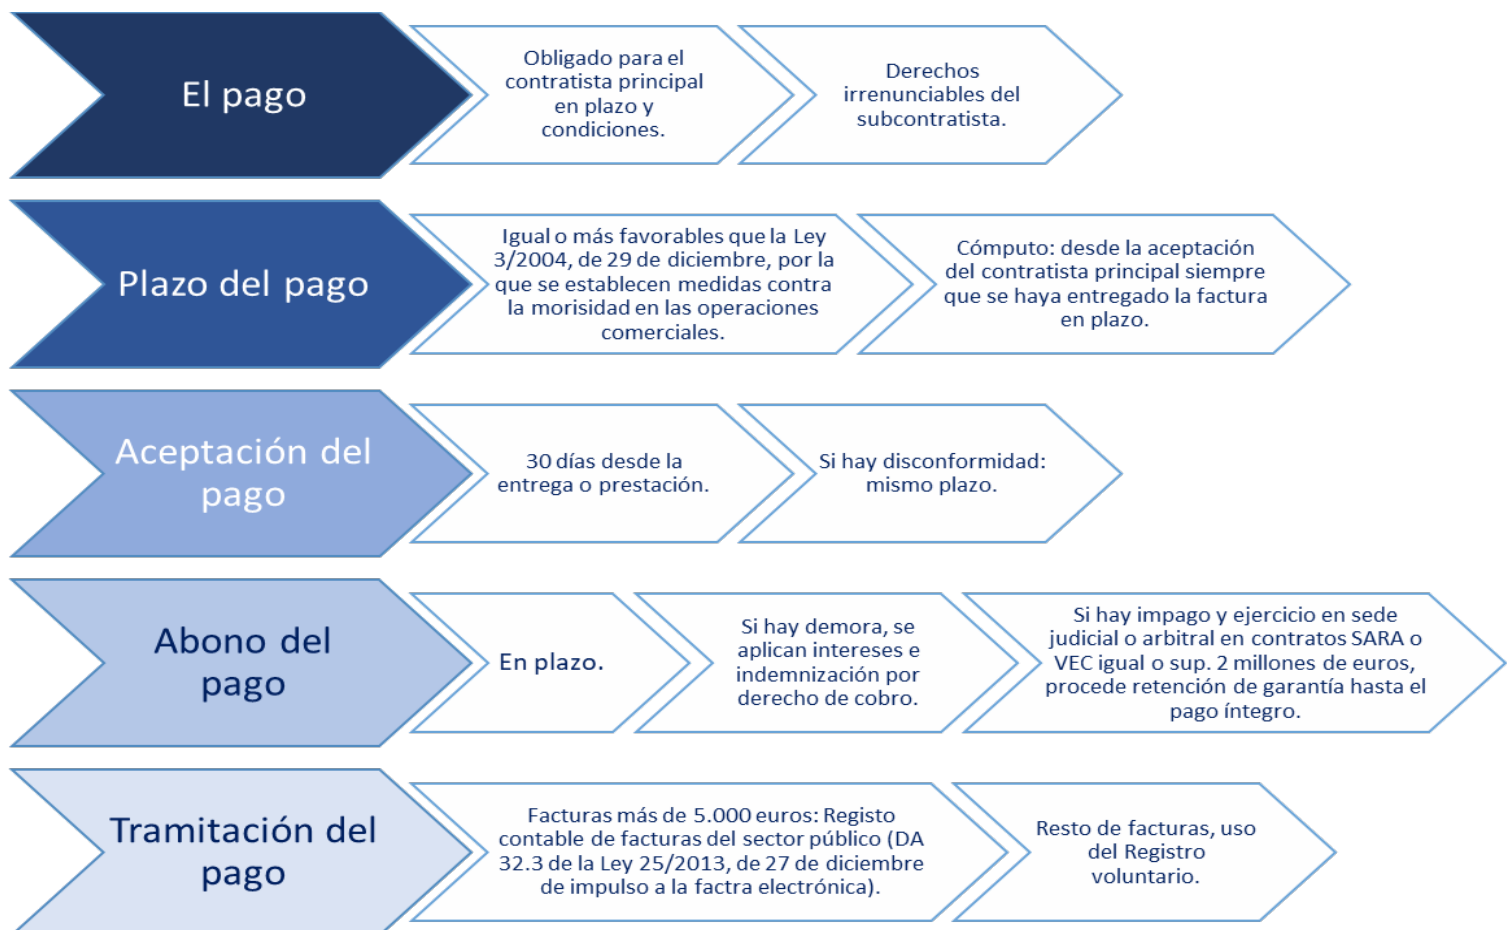 El pago
Obligado para el
contratista principal
en plazo y
condiciones.
Derechos
irrenunciables del
subcontratista.
Plazo del pago
Igual o más favorables que la Ley
3/2004, de 29 de diciembre, por la
que se establecen medidas contra
la morisidad en las operaciones
comerciales.
Cómputo: desde la aceptación
del contratista principal siempre
que se haya entregado la factura
en plazo.
Aceptación del
pago
30 días desde la
entrega o prestación.
Si hay disconformidad:
mismo plazo.
Abono del
pago
En plazo.
Si hay demora, se
aplican intereses e
indemnización por
derecho de cobro.
Si hay impago y ejercicio en sede
judicial o arbitral en contratos SARA o
VEC igual o sup. 2 millones de euros,
procede retención de garantía hasta el
pago íntegro.
Tramitación del
pago
Facturas más de 5.000 euros: Registo
contable de facturas del sector público (DA
32.3 de la Ley 25/2013, de 27 de diciembre
de impulso a la factra electrónica).
Resto de facturas, uso
del Registro
voluntario.